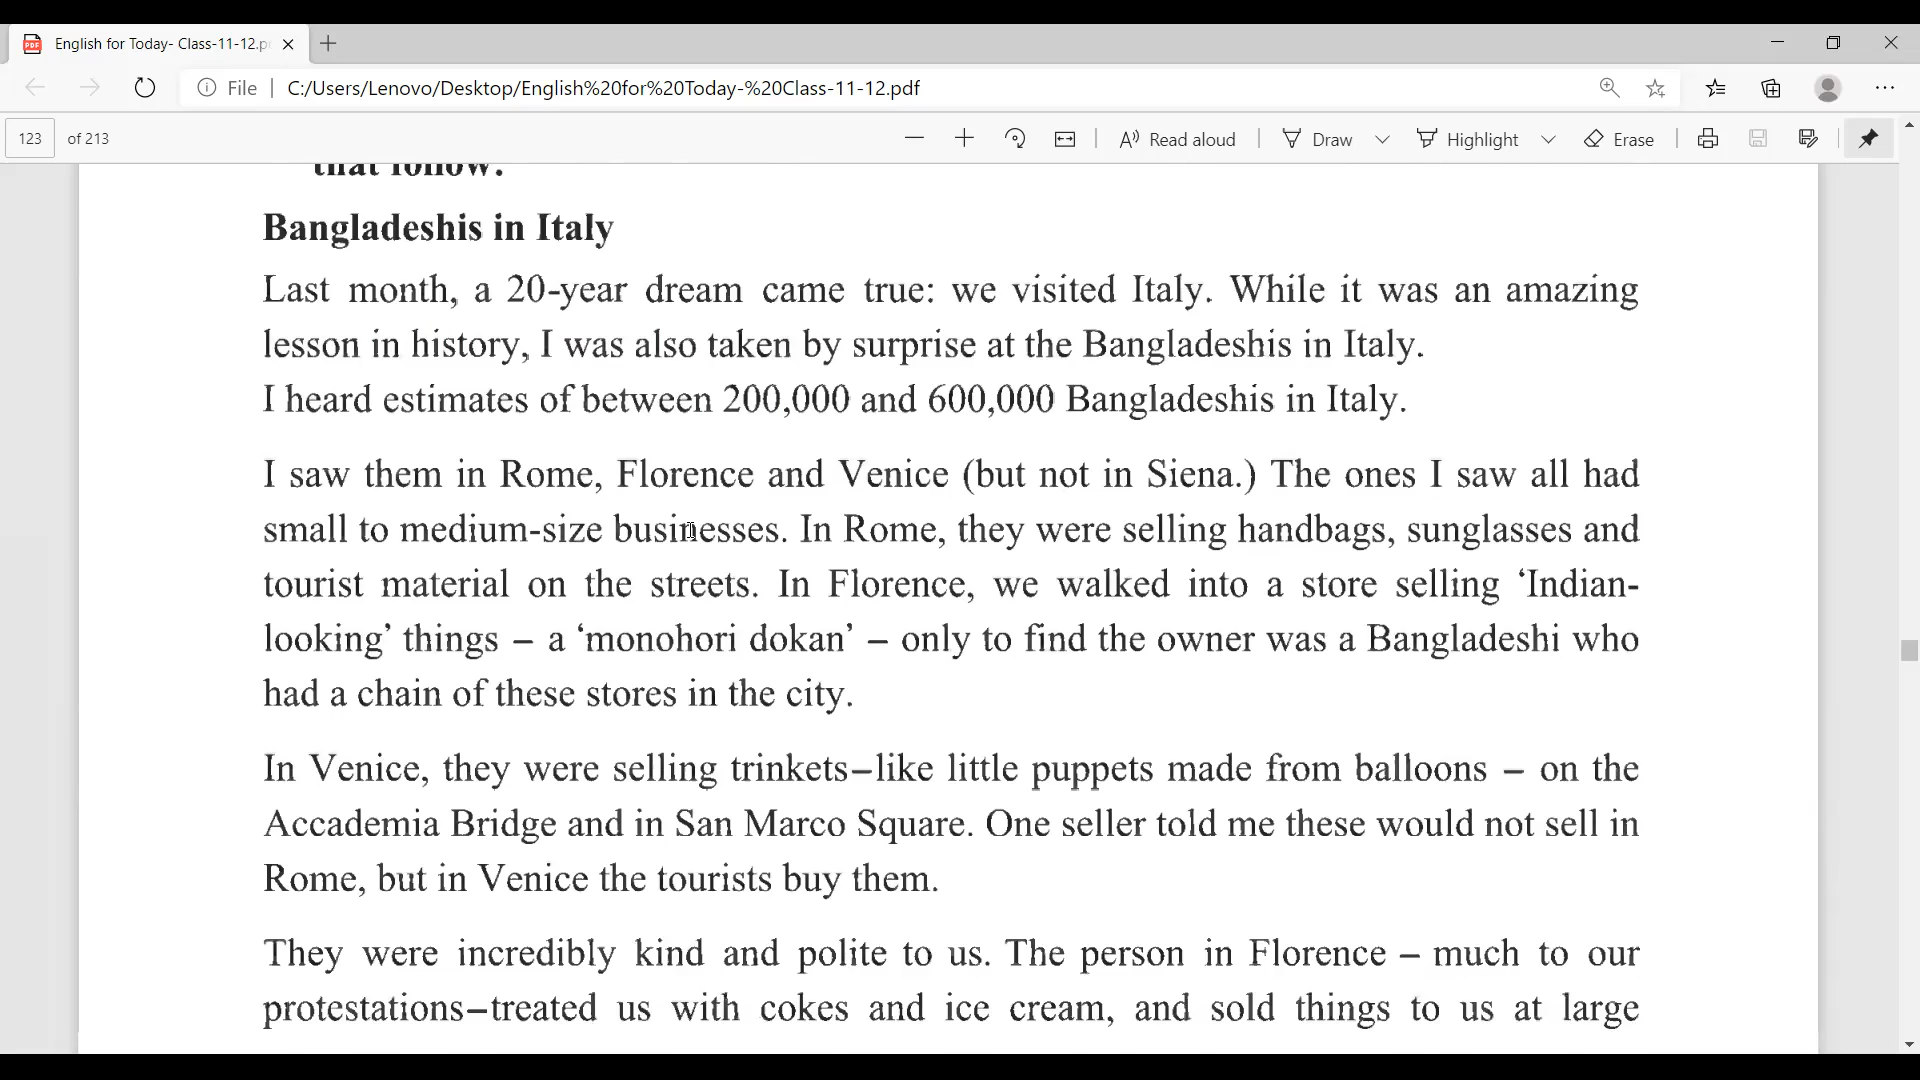 English for Today- Class-11-12.p
File | C:/Users/Lenovo/Desktop/English%20for%20Today-%20Class-11-12.pdf
123 of 213 Read aloud Draw Highlight Erase
that follow.
Bangladeshis in Italy
Last month, a 20-year dream came true: we visited Italy. While it was an amazing
lesson in history, I was also taken by surprise at the Bangladeshis in Italy.
I heard estimates of between 200,000 and 600,000 Bangladeshis in Italy.
I saw them in Rome, Florence and Venice (but not in Siena.) The ones I saw all had
small to medium-size businesses. In Rome, they were selling handbags, sunglasses and
tourist material on the streets. In Florence, we walked into a store selling ‘Indian-
looking’ things – a ‘monohori dokan’ – only to find the owner was a Bangladeshi who
had a chain of these stores in the city.
In Venice, they were selling trinkets–like little puppets made from balloons – on the
Accademia Bridge and in San Marco Square. One seller told me these would not sell in
Rome, but in Venice the tourists buy them.
They were incredibly kind and polite to us. The person in Florence – much to our
protestations–treated us with cokes and ice cream, and sold things to us at large